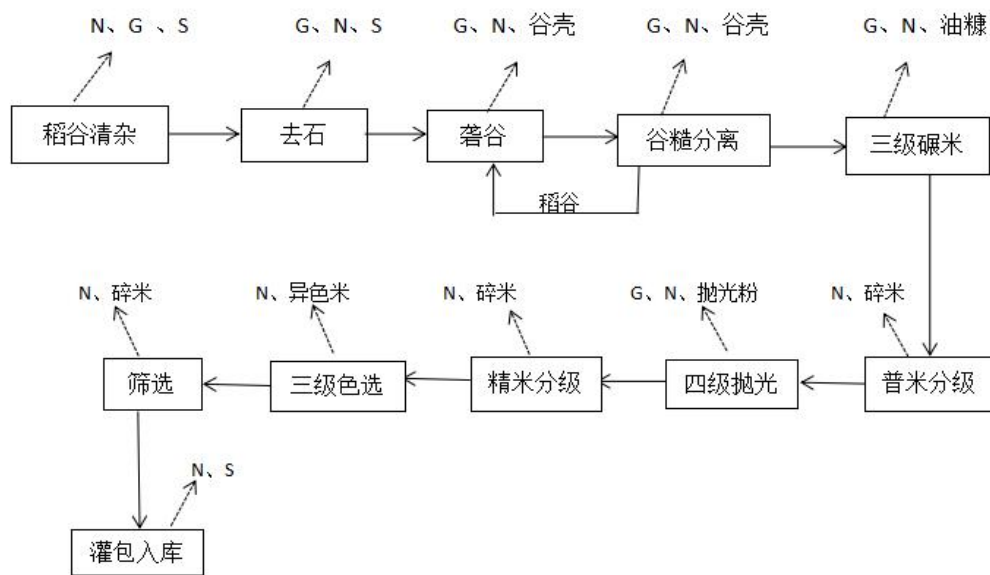 N、G 、S
G、N、S
G、N、谷壳
G、N、谷壳
G、N、油糠
稻谷清杂
去石
砻谷
谷糙分离
三级碾米
稻谷
N、碎米
N、异色米
N、碎米
G、N、抛光粉
N、碎米
筛选
三级色选
精米分级
四级抛光
普米分级
N、S
灌包入库